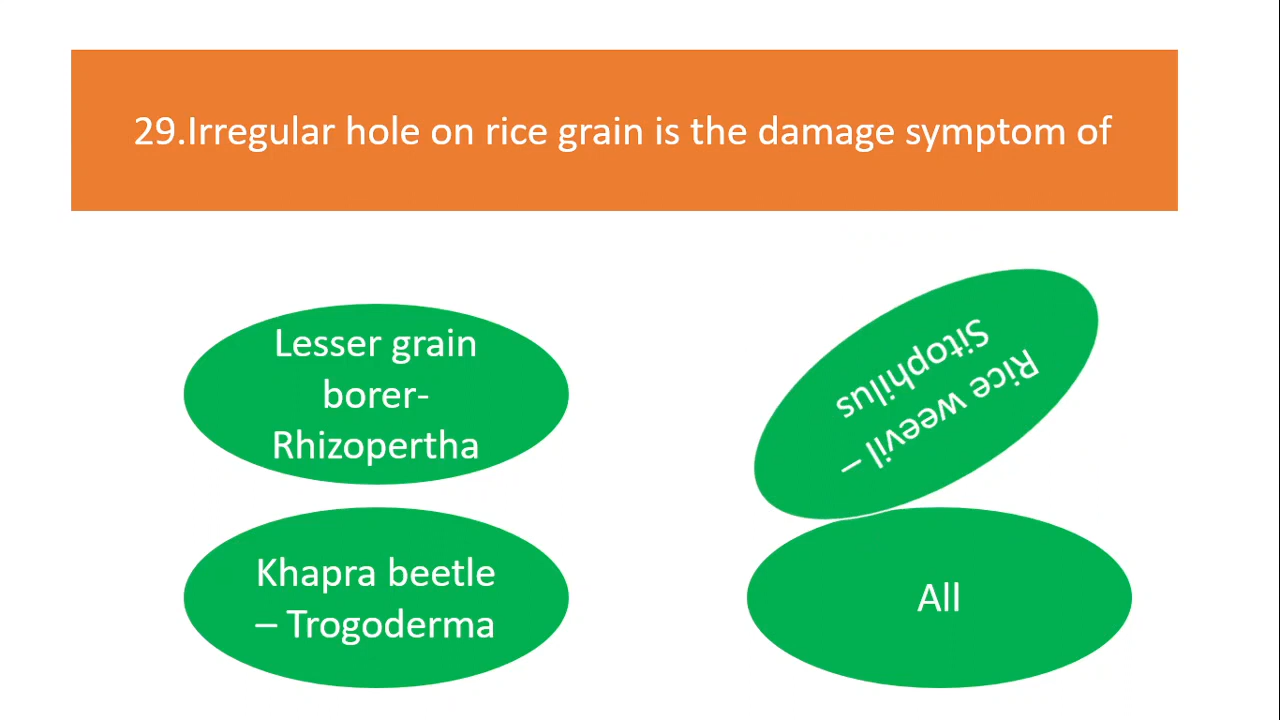 29.Irregular hole on rice grain is the damage symptom of
Lesser grain
borer-
Rhizopertha
Rice weevil –
Sitophilus
Khapra beetle
– Trogoderma
All